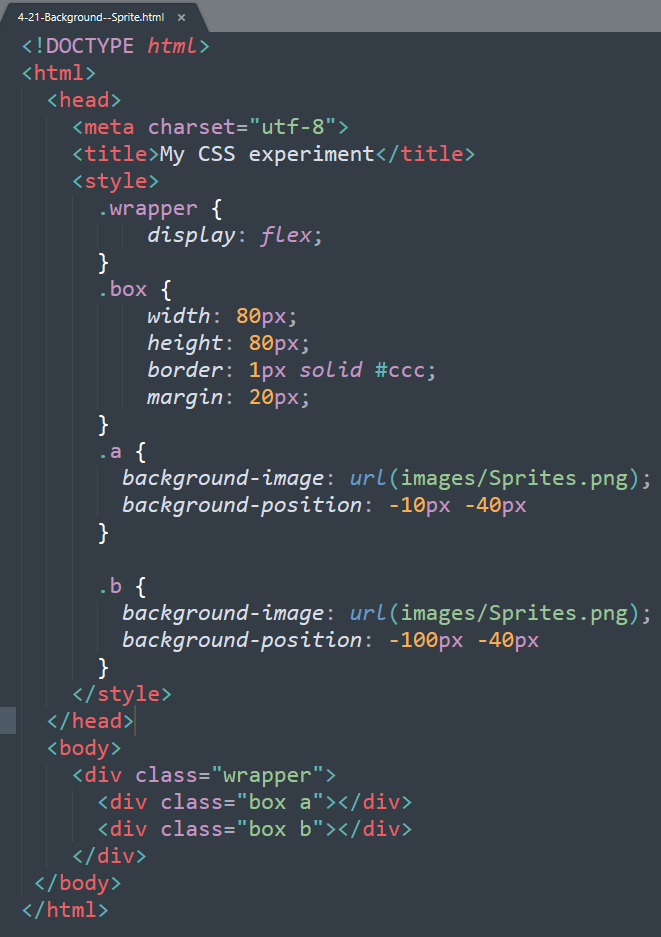 4-21-Background--Sprite.html ×
<!DOCTYPE html>
<html>
  <head>
    <meta charset="utf-8">
    <title>My CSS experiment</title>
    <style>
      .wrapper {
          display: flex;
      }
      .box {
          width: 80px;
          height: 80px;
          border: 1px solid #ccc;
          margin: 20px;
      }
      .a {
        background-image: url(images/Sprites.png);
        background-position: -10px -40px
      }

      .b {
        background-image: url(images/Sprites.png);
        background-position: -100px -40px
      }
    </style>
  </head>
  <body>
    <div class="wrapper">
      <div class="box a"></div>
      <div class="box b"></div>
    </div>
 </body>
</html>